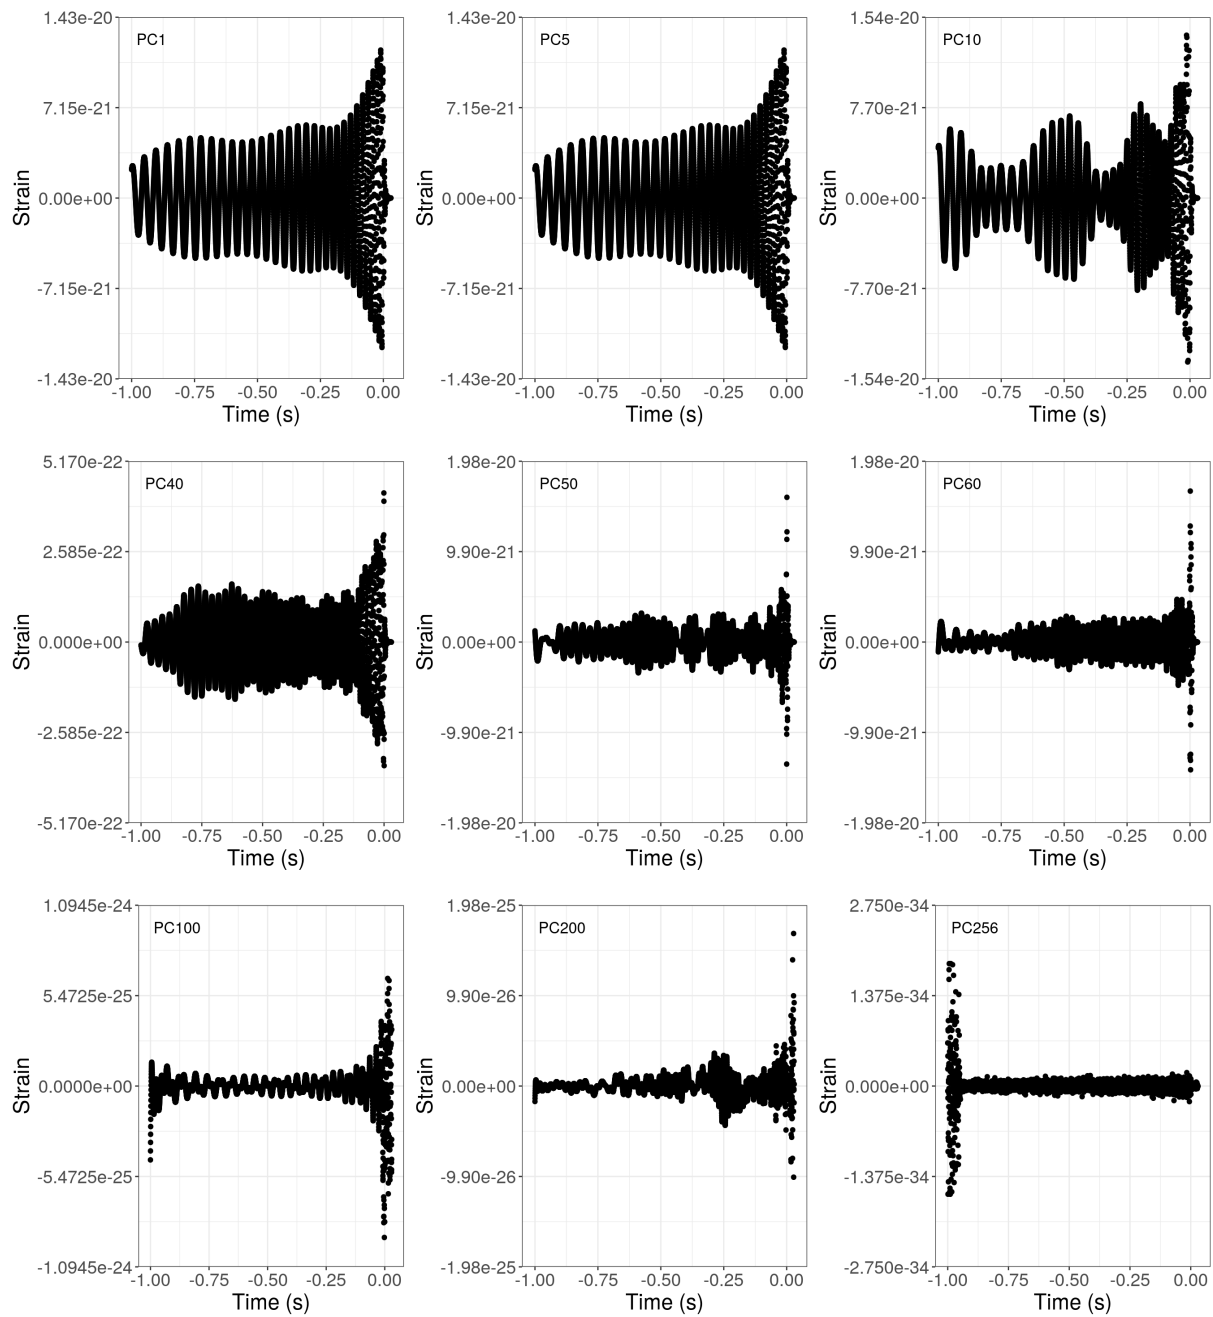 PC1
1.43e-20
7.15e-21
0.00e+00
-7.15e-21
-1.43e-20
Strain
-1.00 -0.75 -0.50 -0.25 0.00
Time (s)
PC5
1.43e-20
7.15e-21
0.00e+00
-7.15e-21
-1.43e-20
Strain
-1.00 -0.75 -0.50 -0.25 0.00
Time (s)
PC10
1.54e-20
7.70e-21
0.00e+00
-7.70e-21
-1.54e-20
Strain
-1.00 -0.75 -0.50 -0.25 0.00
Time (s)
PC40
5.170e-22
2.585e-22
0.000e+00
-2.585e-22
-5.170e-22
Strain
-1.00 -0.75 -0.50 -0.25 0.00
Time (s)
PC50
1.98e-20
9.90e-21
0.00e+00
-9.90e-21
-1.98e-20
Strain
-1.00 -0.75 -0.50 -0.25 0.00
Time (s)
PC60
1.98e-20
9.90e-21
0.00e+00
-9.90e-21
-1.98e-20
Strain
-1.00 -0.75 -0.50 -0.25 0.00
Time (s)
PC100
1.0945e-24
5.4725e-25
0.0000e+00
-5.4725e-25
-1.0945e-24
Strain
-1.00 -0.75 -0.50 -0.25 0.00
Time (s)
PC200
1.98e-25
9.90e-26
0.00e+00
-9.90e-26
-1.98e-25
Strain
-1.00 -0.75 -0.50 -0.25 0.00
Time (s)
PC256
2.750e-34
1.375e-34
0.000e+00
-1.375e-34
-2.750e-34
Strain
-1.00 -0.75 -0.50 -0.25 0.00
Time (s)